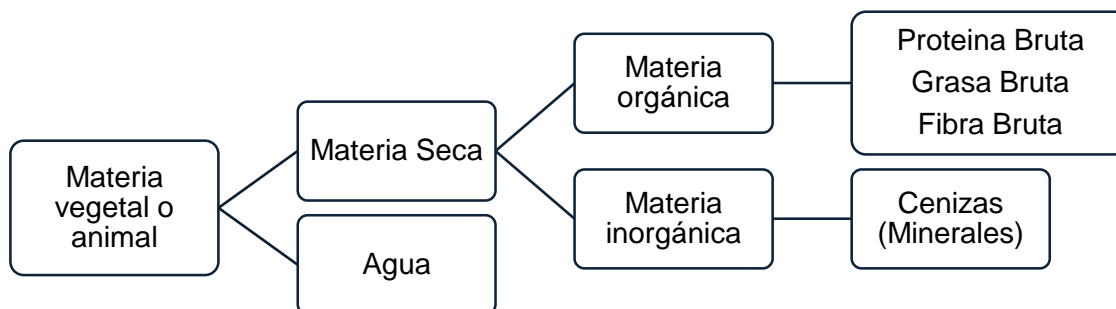 Materia
vegetal o
animal
Materia Seca
Agua
Materia
orgánica
Materia
inorgánica
Proteina Bruta
Grasa Bruta
Fibra Bruta
Cenizas
(Minerales)